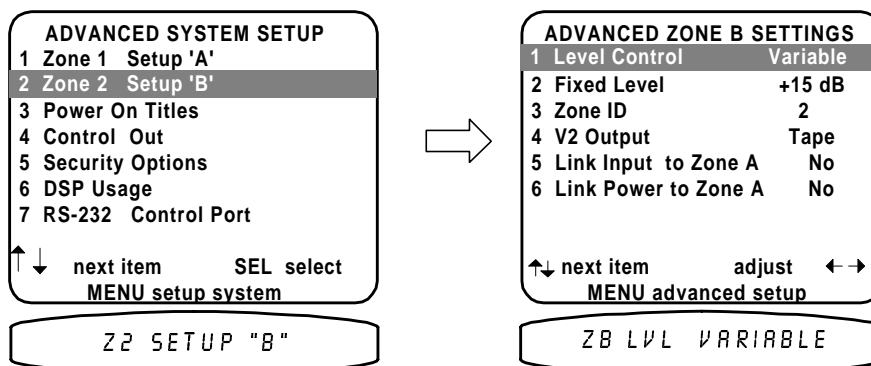 ADVANCED SYSTEM SETUP
1 Zone 1 Setup 'A'
2 Zone 2 Setup 'B'
3 Power On Titles
4 Control Out
5 Security Options
6 DSP Usage
7 RS-232 Control Port
↑↓ next item SEL select
MENU setup system
Z2 SETUP "B"
ADVANCED ZONE B SETTINGS
1 Level Control Variable
2 Fixed Level +15 dB
3 Zone ID 2
4 V2 Output Tape
5 Link Input to Zone A No
6 Link Power to Zone A No
↑↓ next item adjust ←→
MENU advanced setup
ZB LVL VARIABLE